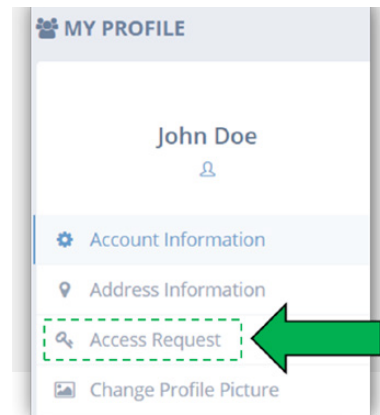 MY PROFILE
John Doe
Account Information
Address Information
Access Request
Change Profile Picture